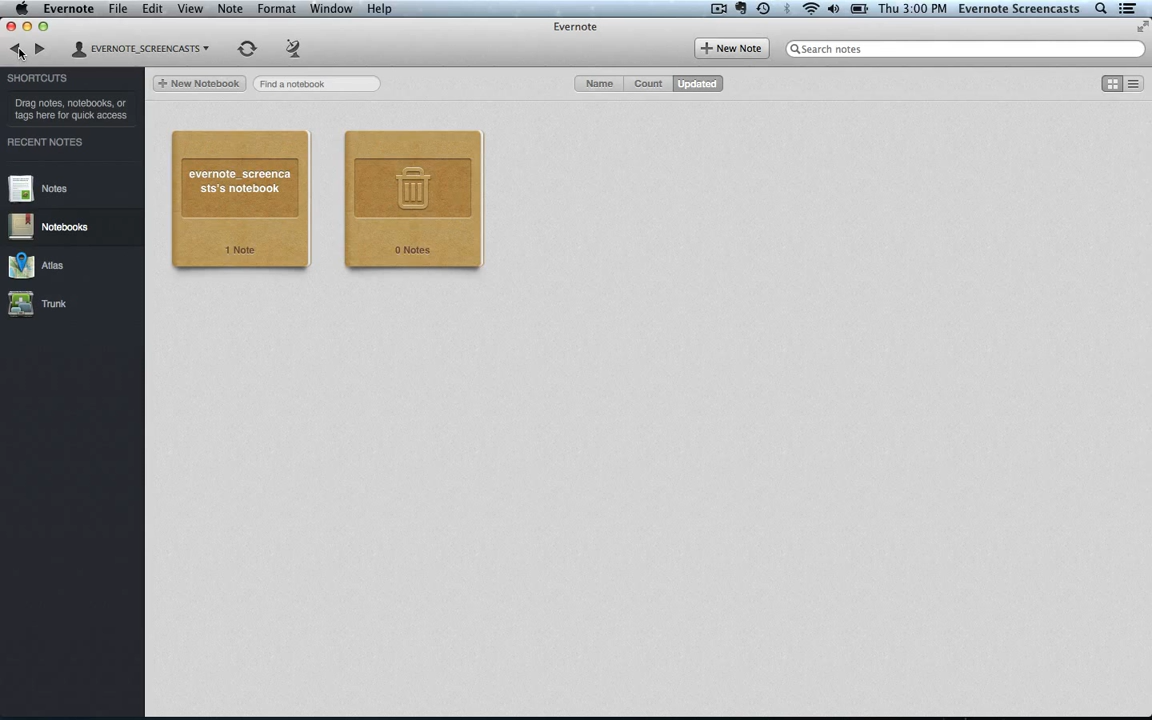 Evernote File Edit View Note Format Window Help Thu 3:00 PM Evernote Screencasts
Evernote
EVERNOTE_SCREENCASTS + New Note Search notes
SHORTCUTS
Drag notes, notebooks, or
tags here for quick access
RECENT NOTES
Notes
Notebooks
Atlas
Trunk
+ New Notebook Find a notebook Name Count Updated
evernote_screenca
sts's notebook
1 Note
0 Notes